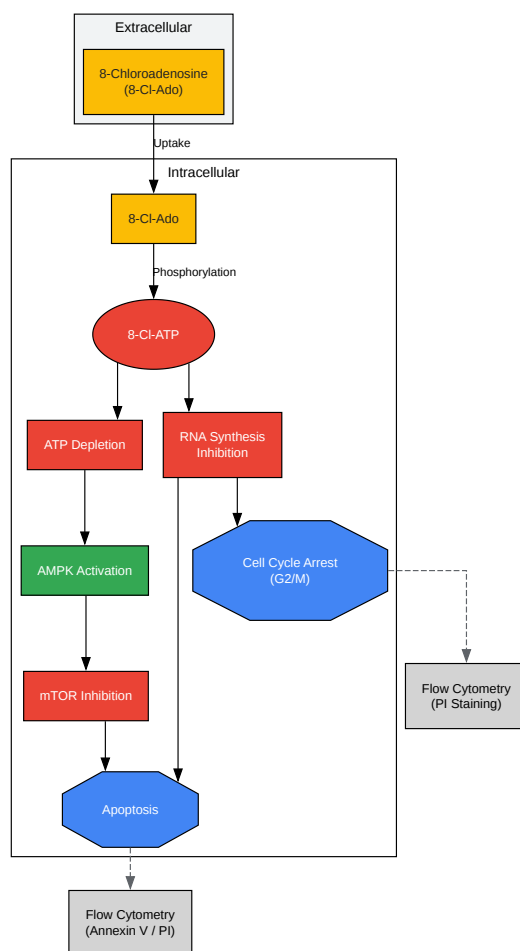 Extracellular
8-Chloroadenosine
(8-Cl-Ado)
Uptake
Intracellular
8-Cl-Ado
Phosphorylation
8-Cl-ATP
ATP Depletion
RNA Synthesis
Inhibition
AMPK Activation
Cell Cycle Arrest
(G2/M)
mTOR Inhibition
Flow Cytometry
(PI Staining)
Apoptosis
Flow Cytometry
(Annexin V / PI)